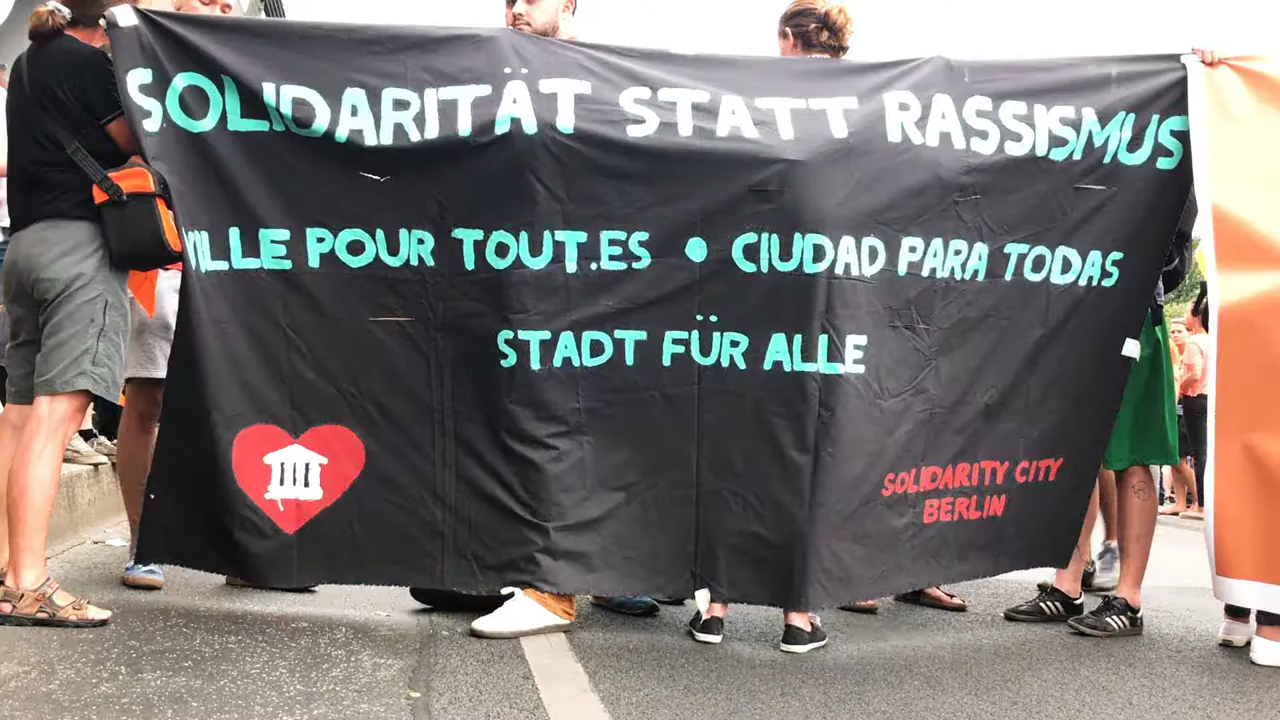 SOLIDARITÄT STATT RASSISMUS
VILLE POUR TOUT.ES • CIUDAD PARA TODAS
STADT FÜR ALLE
SOLIDARITY CITY
BERLIN